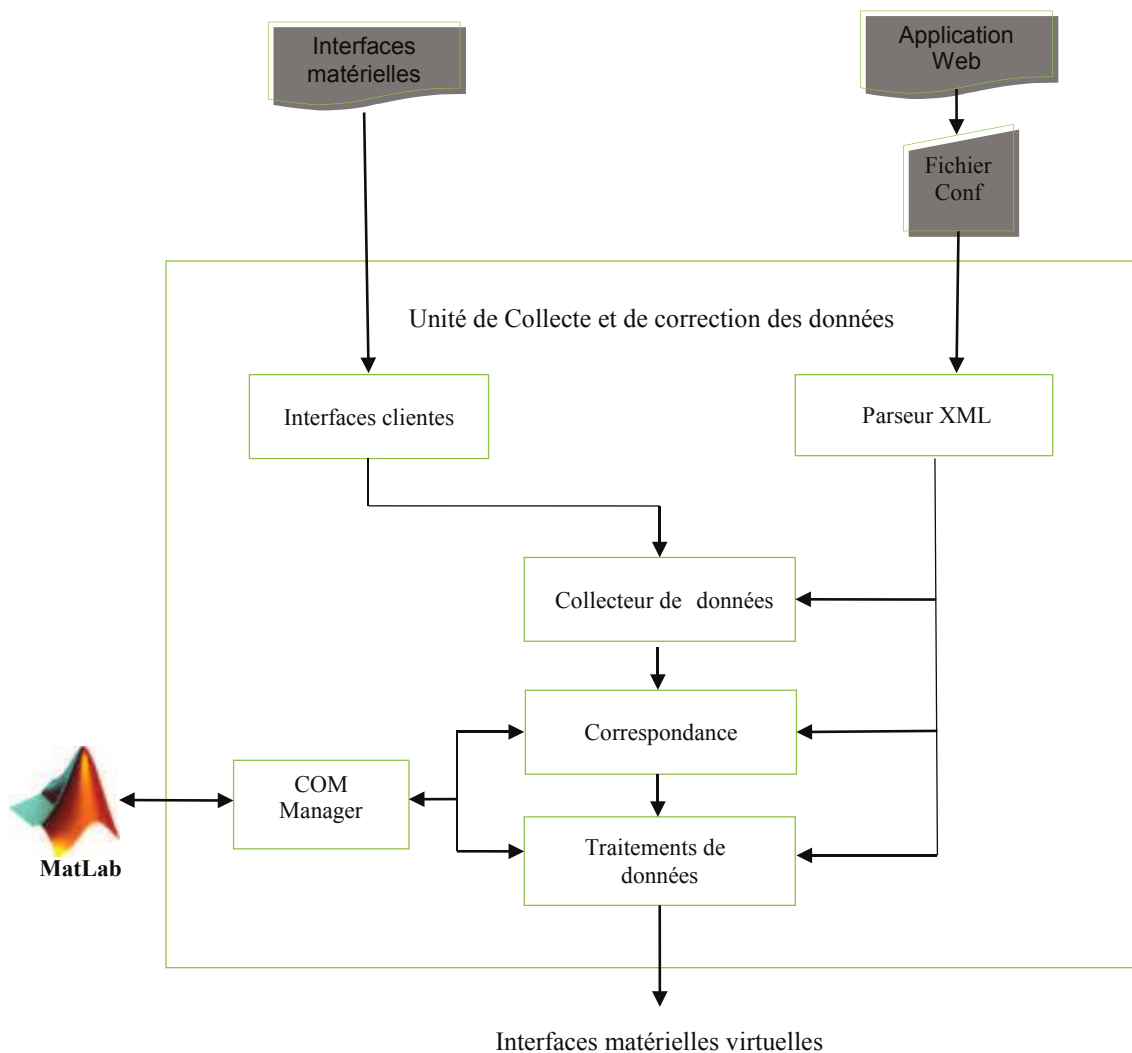 Interfaces
matérielles
Application
Web
Fichier
Conf
Unité de Collecte et de correction des données
Interfaces clientes
Parseur XML
Collecteur de données
Correspondance
COM
Manager
MatLab
Traitements de
données
Interfaces matérielles virtuelles